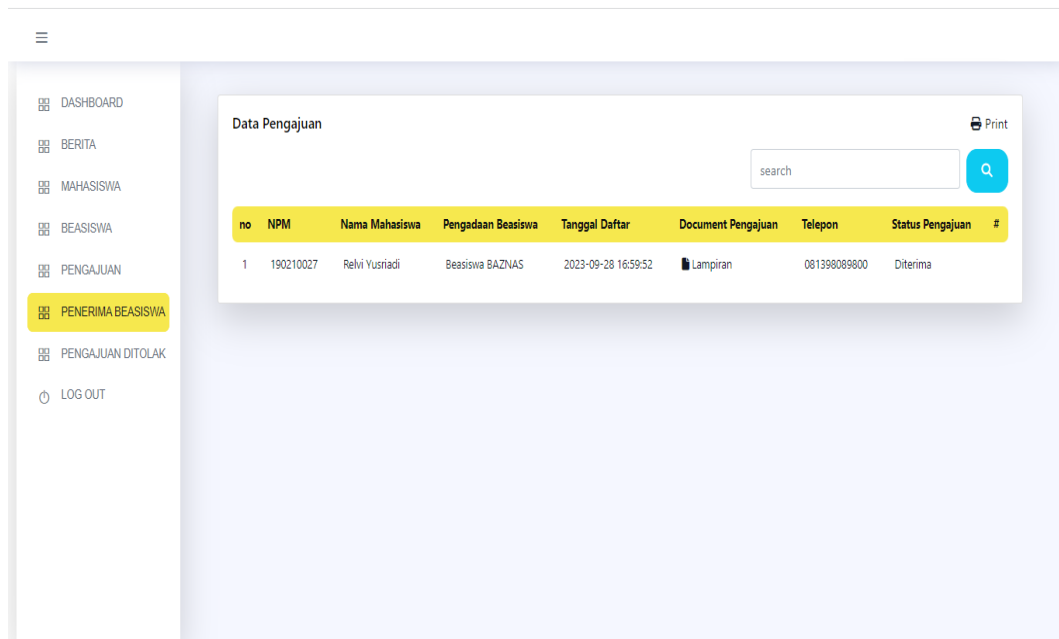 DASHBOARD
BERITA
MAHASISWA
BEASISWA
PENGAJUAN
PENERIMA BEASISWA
PENGAJUAN DITOLAK
LOG OUT
Data Pengajuan
Print
search
no NPM Nama Mahasiswa Pengadaan Beasiswa Tanggal Daftar Document Pengajuan Telepon Status Pengajuan #
1 190210027 Relvi Yusriadi Beasiswa BAZNAS 2023-09-28 16:59:52 Lampiran 081398089800 Diterima